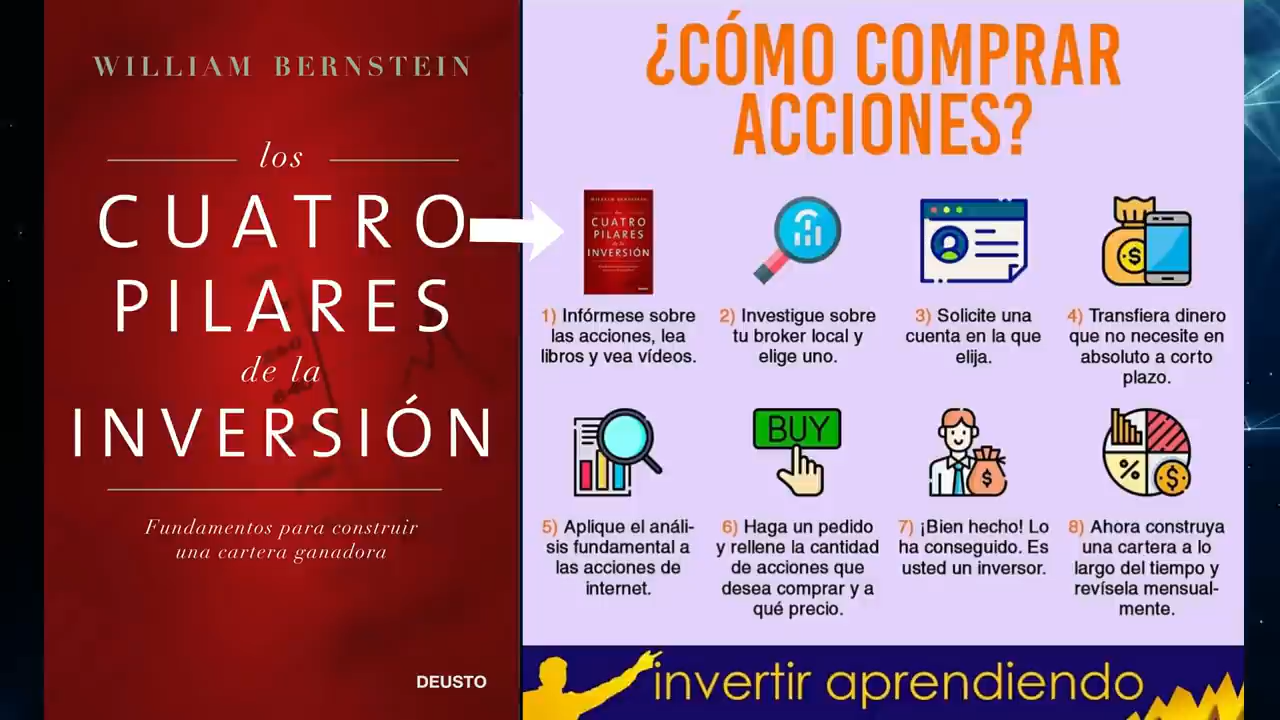 WILLIAM BERNSTEIN
los
CUATRO
PILARES
de la
INVERSIÓN
Fundamentos para construir
una cartera ganadora
DEUSTO
¿CÓMO COMPRAR
ACCIONES?
WILLIAM BERNSTEIN
CUATRO
PILARES
de la
INVERSIÓN
1) Infórmese sobre
las acciones, lea
libros y vea vídeos.
2) Investigue sobre
tu broker local y
elige uno.
3) Solicite una
cuenta en la que
elija.
4) Transfiera dinero
que no necesite en
absoluto a corto
plazo.
5) Aplique el análi-
sis fundamental a
las acciones de
internet.
BUY
6) Haga un pedido
y rellene la cantidad
de acciones que
desea comprar y a
qué precio.
7) ¡Bien hecho! Lo
ha conseguido. Es
usted un inversor.
8) Ahora construya
una cartera a lo
largo del tiempo y
revísela mensual-
mente.
invertir aprendiendo